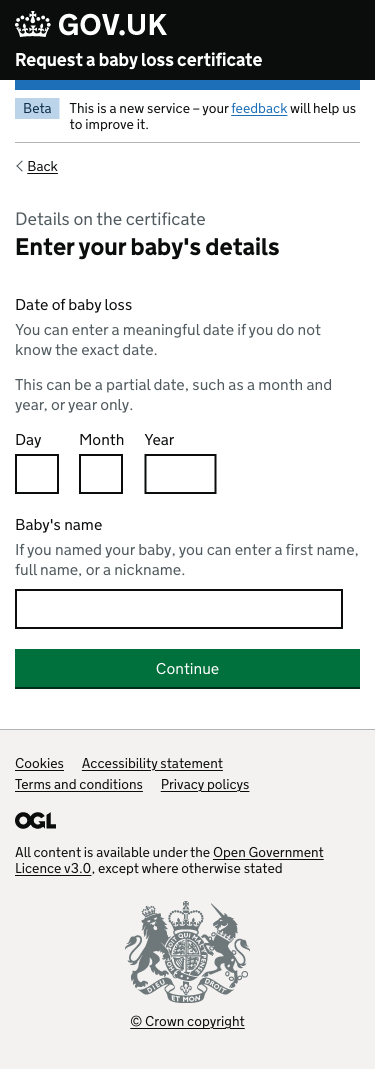 GOV.UK
Request a baby loss certificate
Beta
This is a new service – your feedback will help us
to improve it.
Back
Details on the certificate
Enter your baby's details
Date of baby loss
You can enter a meaningful date if you do not
know the exact date.
This can be a partial date, such as a month and
year, or year only.
Day Month Year
Baby's name
If you named your baby, you can enter a first name,
full name, or a nickname.
Continue
Cookies Accessibility statement
Terms and conditions Privacy policys
OGL
All content is available under the Open Government
Licence v3.0, except where otherwise stated
DIEU ET MON DROIT
© Crown copyright